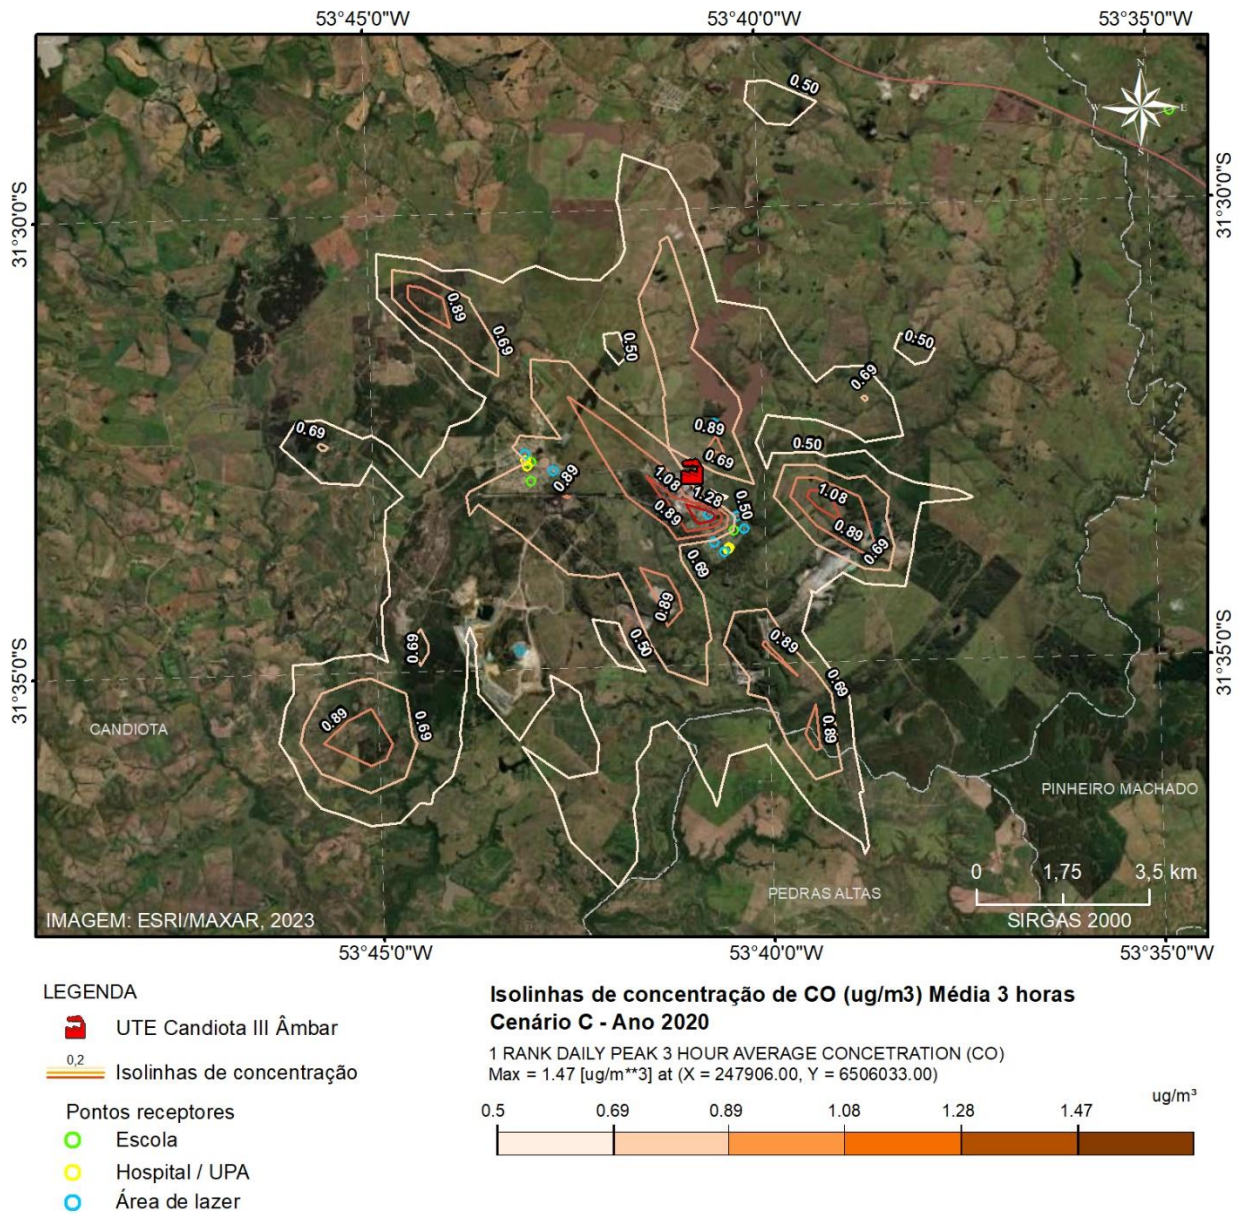 53°45'0"W 53°40'0"W 53°35'0"W
0.50
N
W E
S
31°30'0"S 31°30'0"S
0.89
0.69
0.50
0.50
0.69
0.69
0.89
0.50
0.69
0.89
1.08
1.28
0.89
0.50
1.08
0.89
0.69
0.69
0.89
0.50
0.69
0.89
0.69
31°35'0"S 31°35'0"S
0.89
0.69
0.89
CANDIOTA
PINHEIRO MACHADO
PEDRAS ALTAS
0 1,75 3,5 km
SIRGAS 2000
IMAGEM: ESRI/MAXAR, 2023
53°45'0"W 53°40'0"W 53°35'0"W
LEGENDA
UTE Candiota III Âmbar
0,2
Isolinhas de concentração
Pontos receptores
Escola
Hospital / UPA
Área de lazer
Isolinhas de concentração de CO (ug/m3) Média 3 horas
Cenário C - Ano 2020
1 RANK DAILY PEAK 3 HOUR AVERAGE CONCETRATION (CO)
Max = 1.47 [ug/m**3] at (X = 247906.00, Y = 6506033.00)
ug/m³
0.5 0.69 0.89 1.08 1.28 1.47